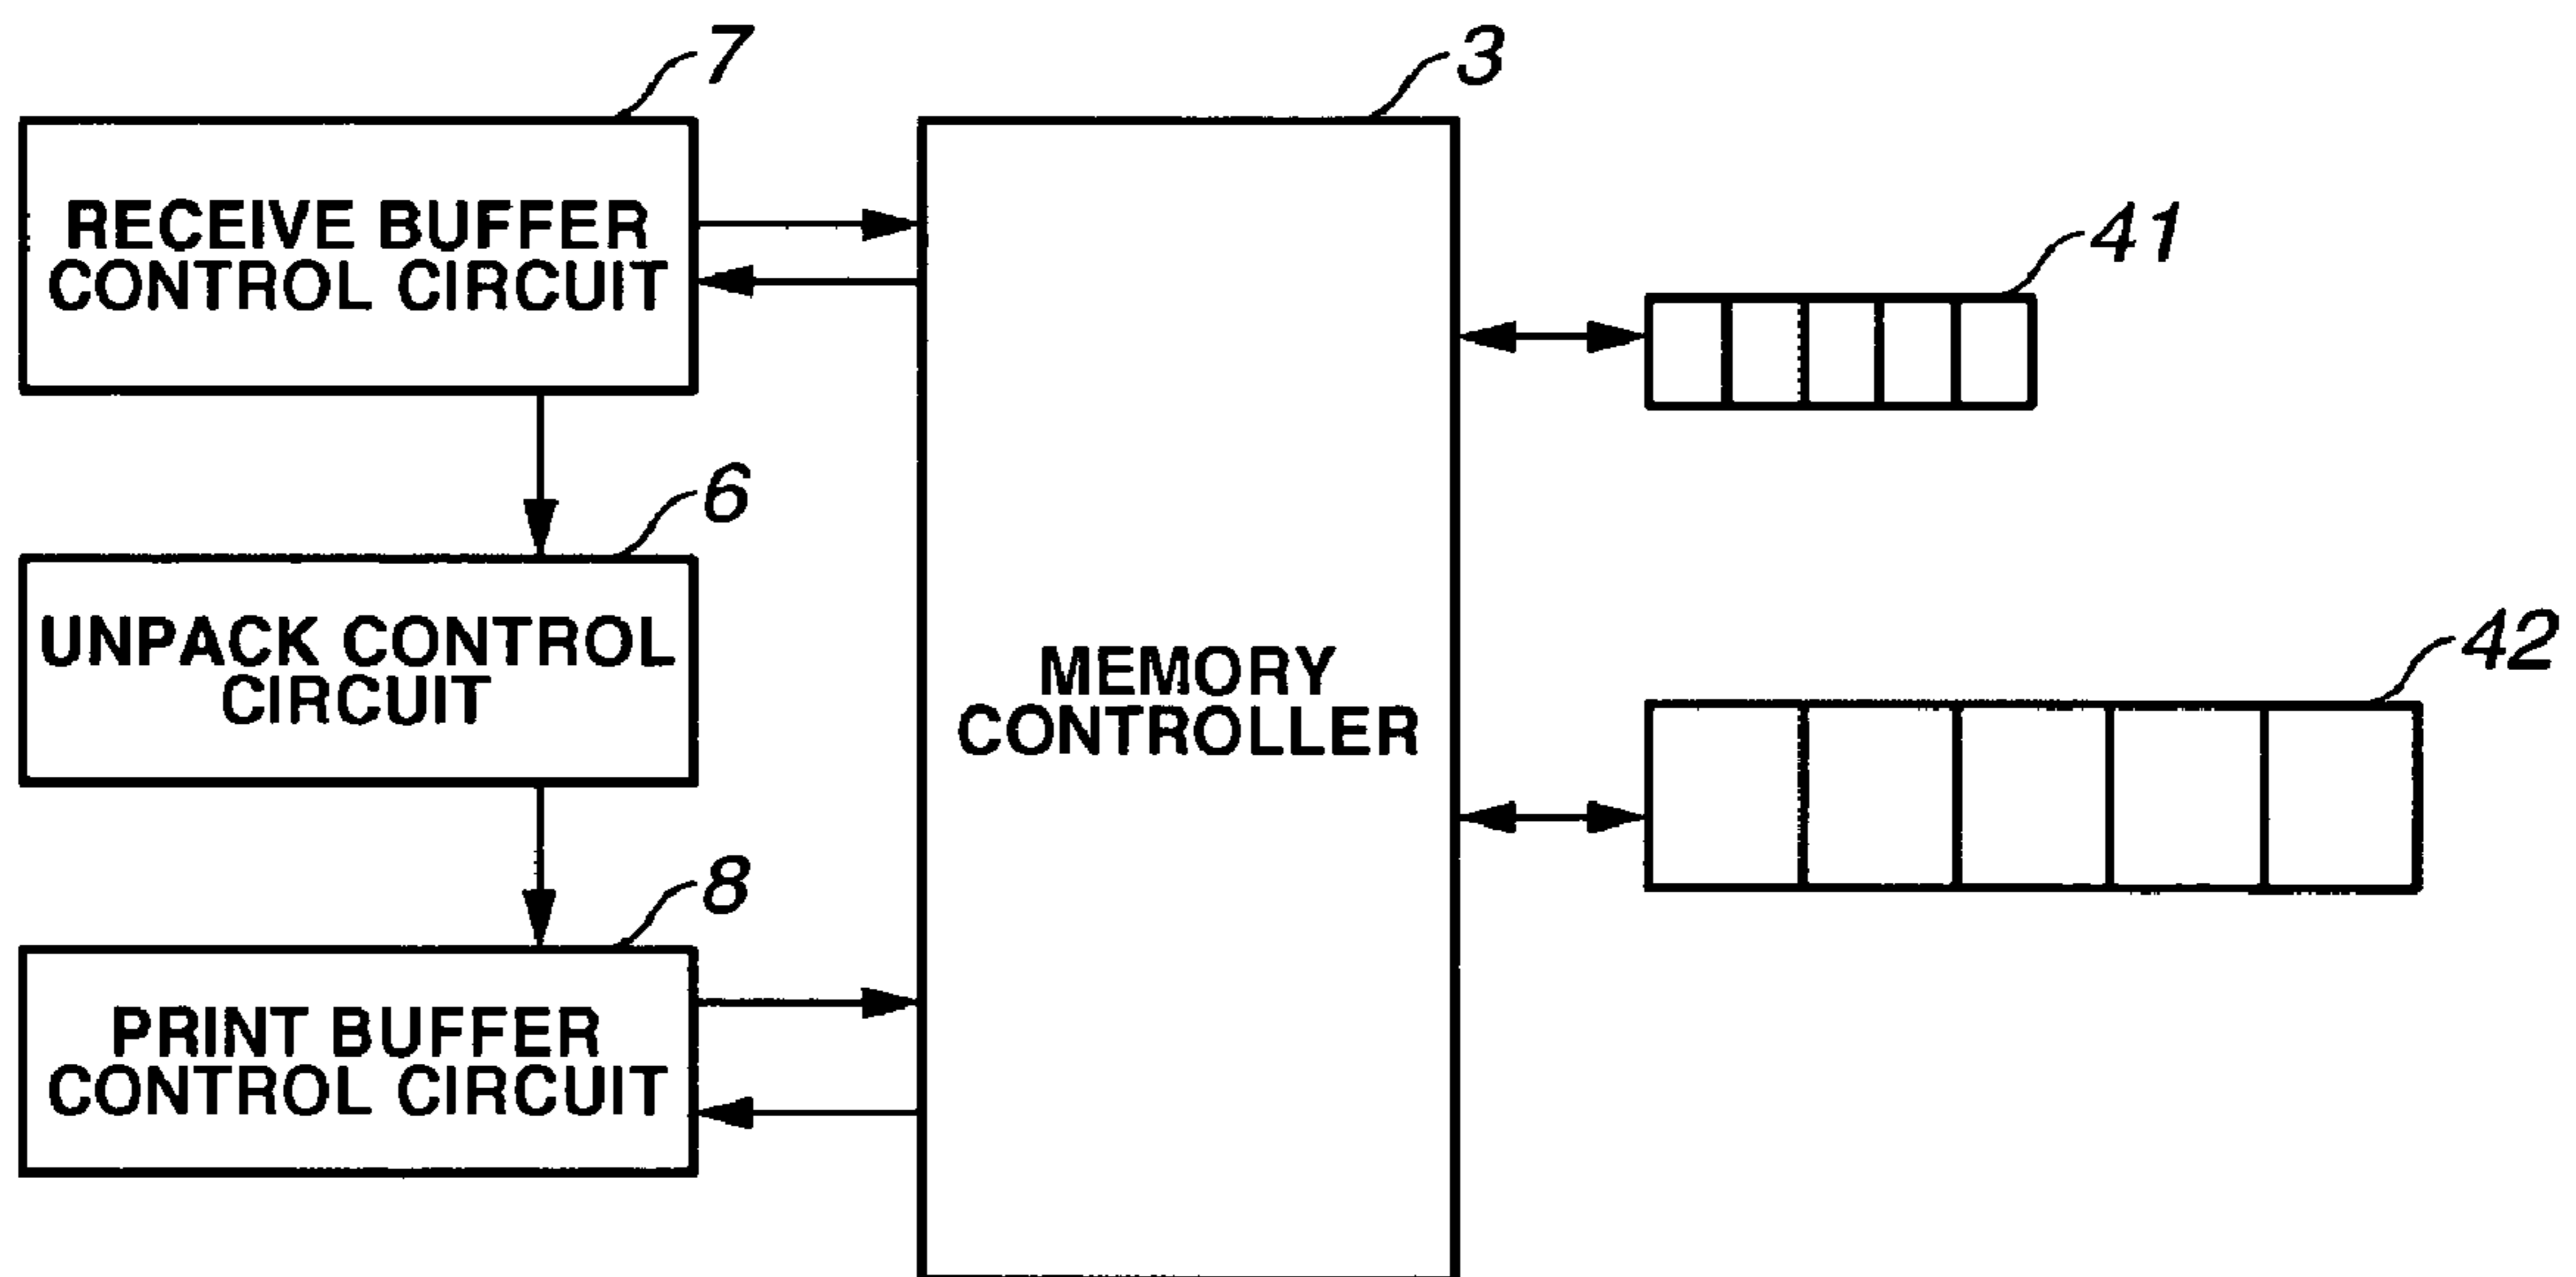 7
3
RECEIVE BUFFER
CONTROL CIRCUIT
41
6
UNPACK CONTROL
CIRCUIT
MEMORY
CONTROLLER
42
8
PRINT BUFFER
CONTROL CIRCUIT